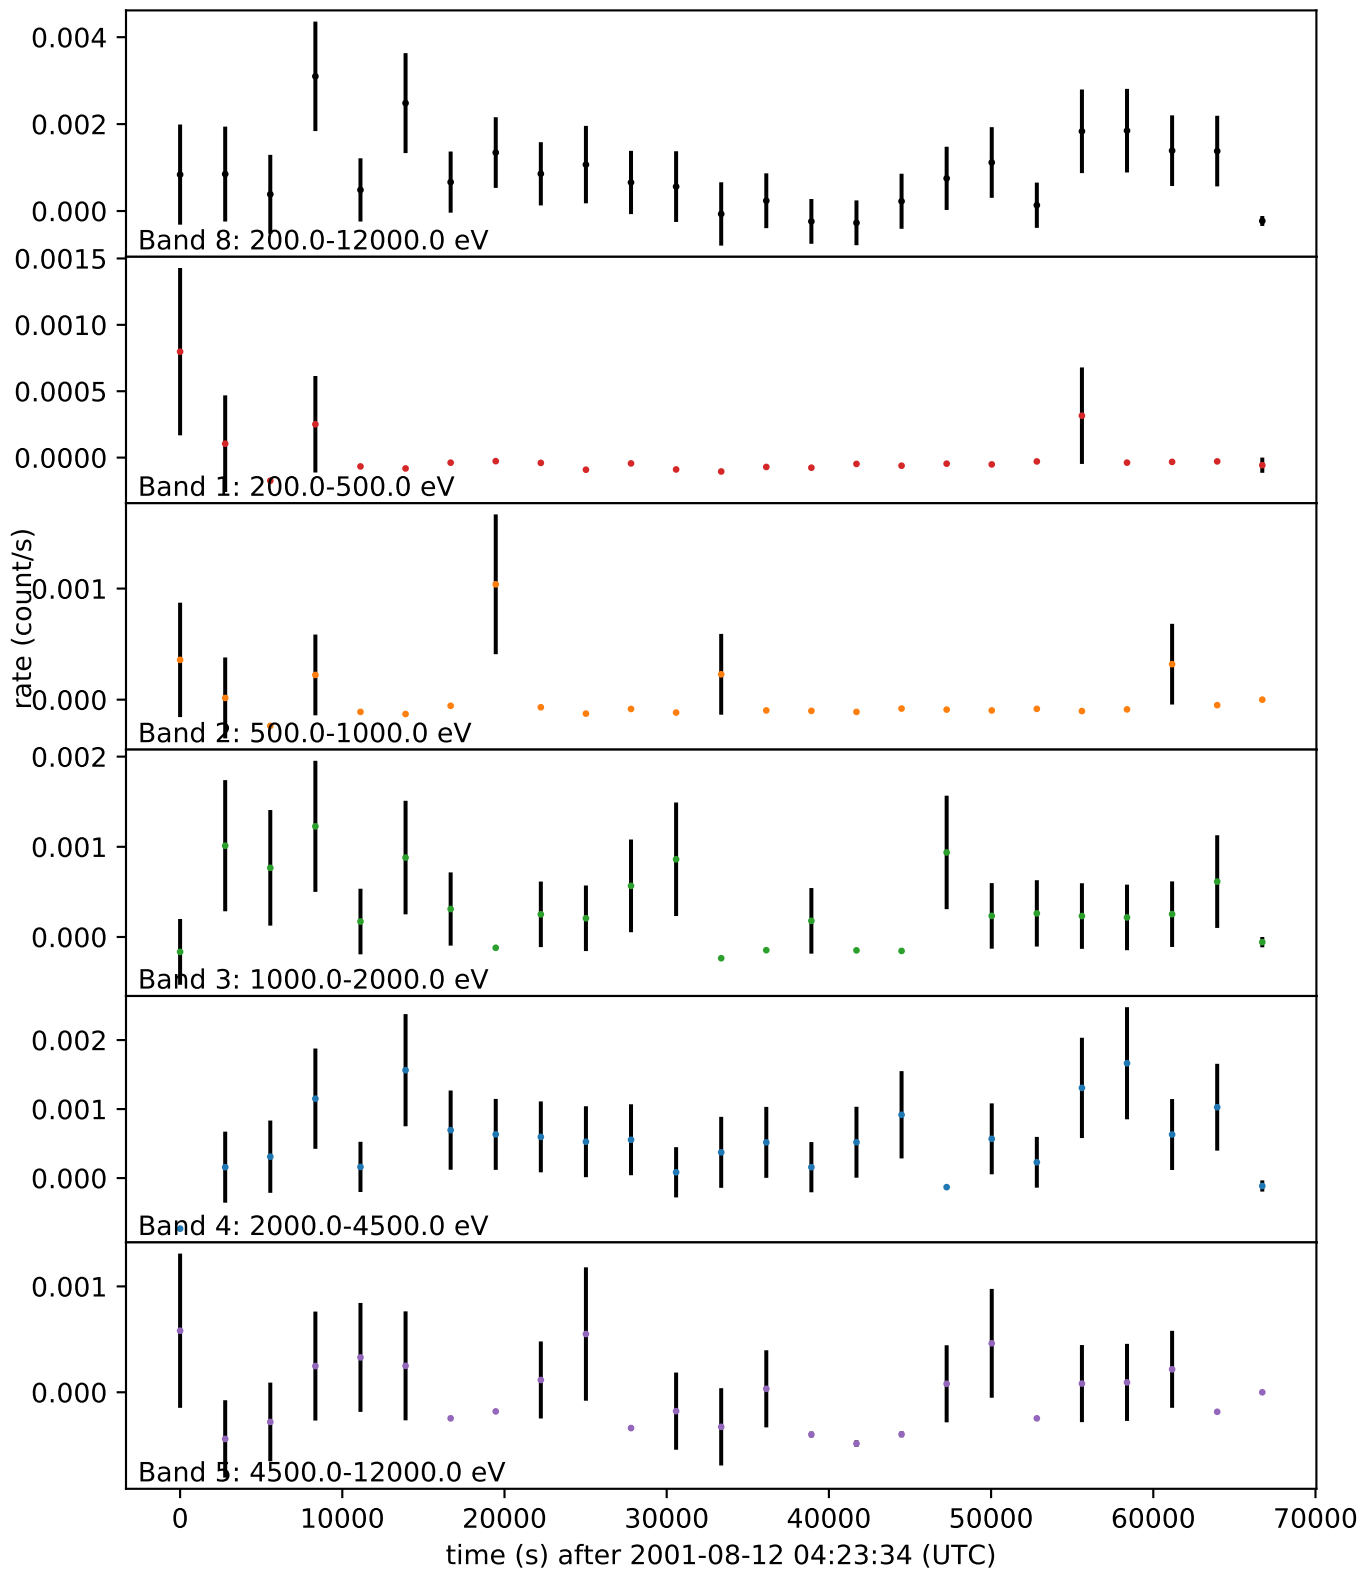 0.004
0.002
0.000
Band 8: 200.0-12000.0 eV
0.0015
0.0010
0.0005
0.0000
Band 1: 200.0-500.0 eV
rate (count/s)
0.001
0.000
Band 2: 500.0-1000.0 eV
0.002
0.001
0.000
Band 3: 1000.0-2000.0 eV
0.002
0.001
0.000
Band 4: 2000.0-4500.0 eV
0.001
0.000
Band 5: 4500.0-12000.0 eV
0 10000 20000 30000 40000 50000 60000 70000
time (s) after 2001-08-12 04:23:34 (UTC)